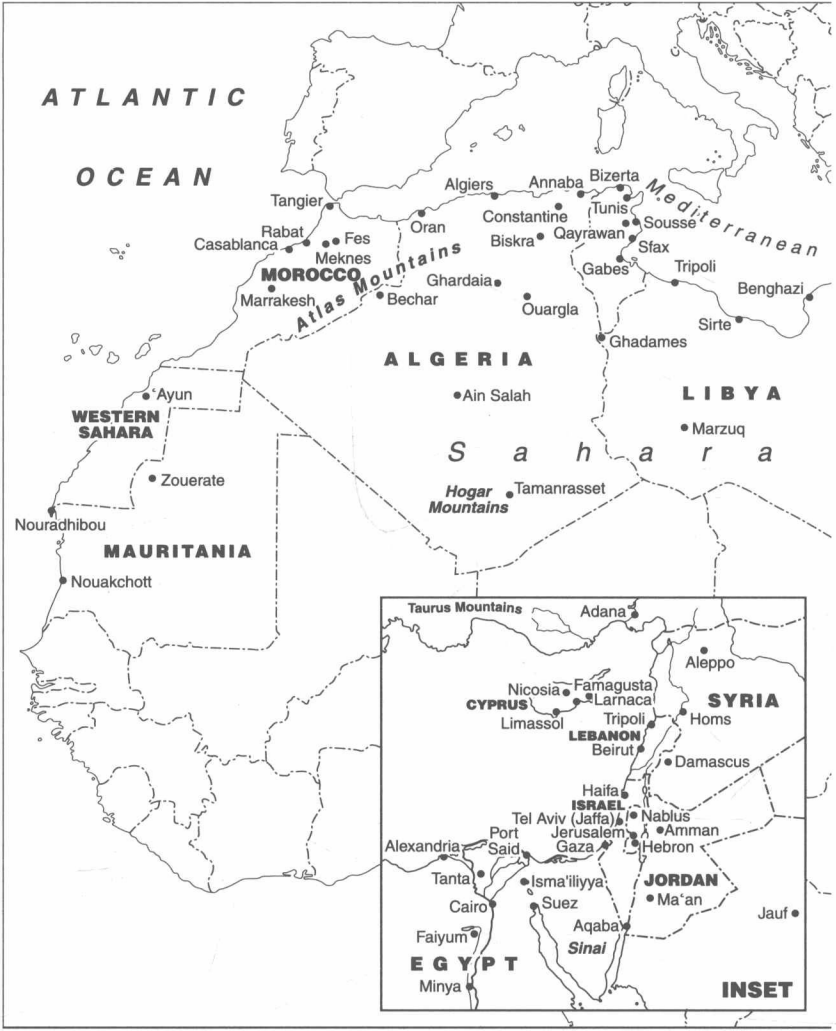 ATLANTIC
OCEAN
Tangier
Algiers
Annaba
Bizerta
Mediterranean
Oran
Constantine
Tunis
Sousse
Rabat
Fes
Casablanca
Meknes
Biskra
Qayrawan
Sfax
MOROCCO
Atlas Mountains
Gabes
Tripoli
Marrakesh
Bechar
Ghardaia
Ouargla
Benghazi
Sirte
Ghadames
ALGERIA
LIBYA
ʿAyun
Ain Salah
WESTERN
SAHARA
Marzuq
Sahara
Zouerate
Hogar
Mountains
Tamanrasset
Nouradhibou
MAURITANIA
Nouakchott
Taurus Mountains
Adana
Aleppo
Nicosia
Famagusta
CYPRUS
Larnaca
SYRIA
Limassol
Tripoli
Homs
LEBANON
Beirut
Damascus
Haifa
ISRAEL
Tel Aviv (Jaffa)
Nablus
Jerusalem
Amman
Alexandria
Port
Said
Gaza
Hebron
Tanta
Isma'iliyya
JORDAN
Cairo
Suez
Maʿan
Jauf
Aqaba
Faiyum
Sinai
EGYPT
Minya
INSET